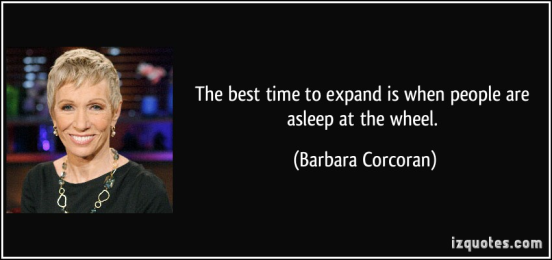 The best time to expand is when people are
asleep at the wheel.
(Barbara Corcoran)
izquotes.com